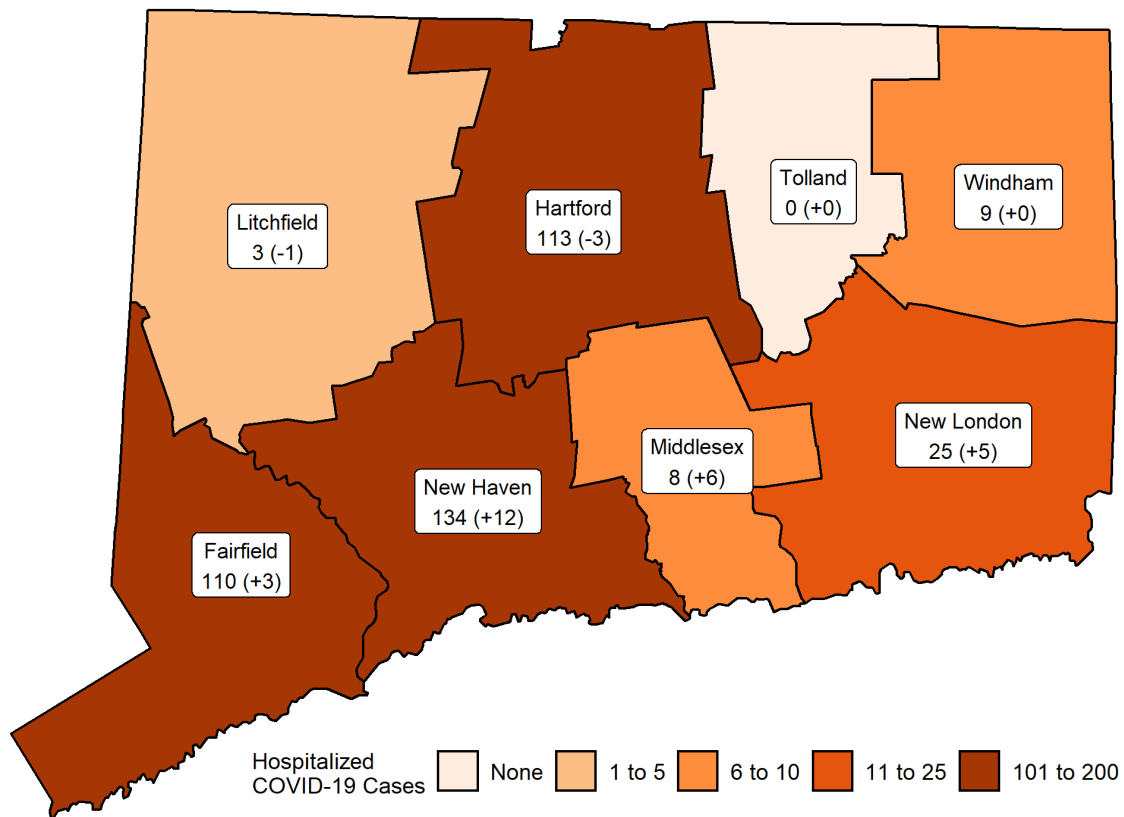 Tolland
0 (+0)
Windham
9 (+0)
Hartford
113 (-3)
Litchfield
3 (-1)
New London
25 (+5)
Middlesex
8 (+6)
New Haven
134 (+12)
Fairfield
110 (+3)
Hospitalized
COVID-19 Cases
None
1 to 5
6 to 10
11 to 25
101 to 200